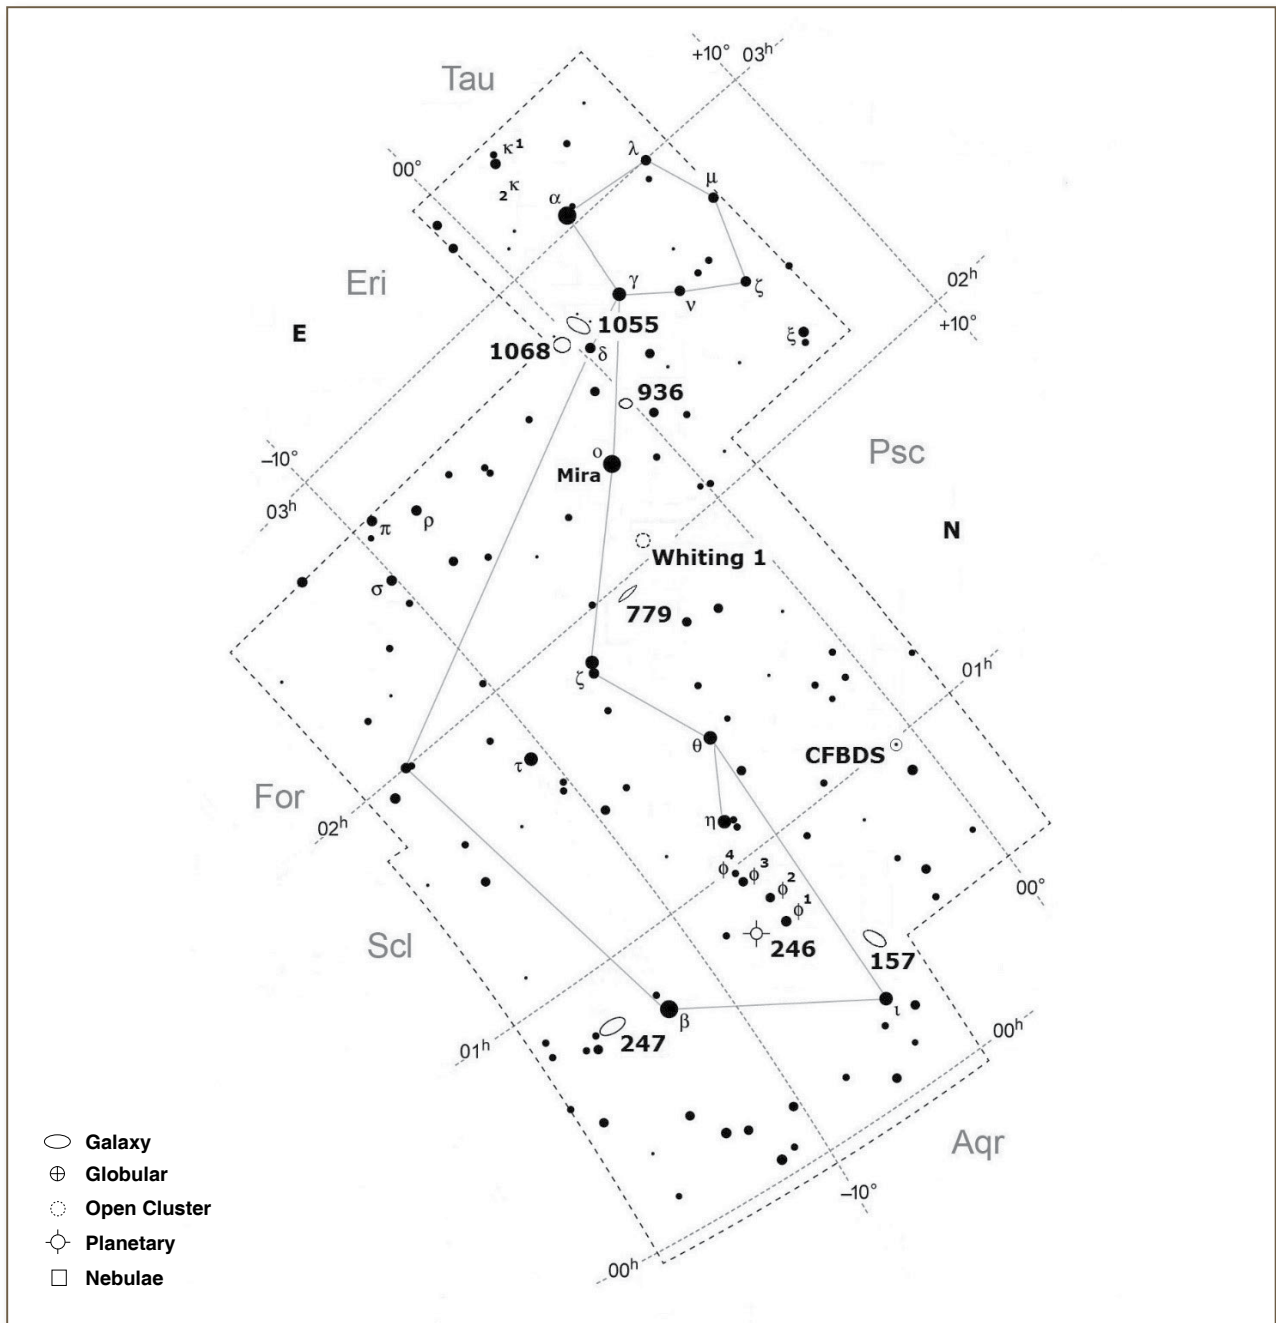 +10° 03ʰ
Tau
κ¹
λ
00°
μ
₂κ
α
02ʰ
γ
Eri
ζ
ν
+10°
1055
E
ξ
1068
δ
936
Psc
ο
−10°
Mira
03ʰ
ρ
π
N
Whiting 1
σ
779
01ʰ
ζ
θ
CFBDS
τ
For
η
02ʰ
ϕ⁴
ϕ³
ϕ²
00°
ϕ¹
Scl
246
157
ι
β
00ʰ
247
01ʰ
Galaxy
Aqr
Globular
−10°
Open Cluster
Planetary
00ʰ
Nebulae